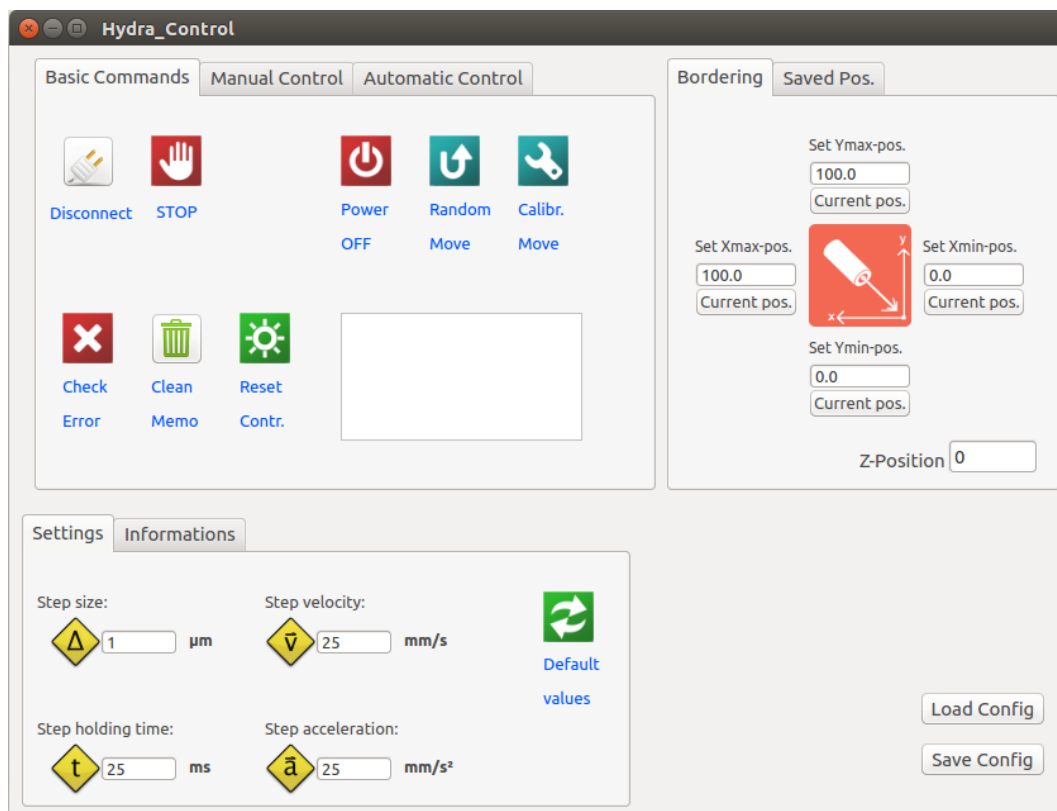 Hydra_Control
Basic Commands
Manual Control
Automatic Control
Disconnect
STOP
Power
OFF
Random
Move
Calibr.
Move
Check
Error
Clean
Memo
Reset
Contr.
Bordering
Saved Pos.
Set Ymax-pos.
100.0
Current pos.
Set Xmax-pos.
100.0
Current pos.
y
x
Set Xmin-pos.
0.0
Current pos.
Set Ymin-pos.
0.0
Current pos.
Z-Position 0
Settings
Informations
Step size:
Δ 1 µm
Step velocity:
v⃗ 25 mm/s
Default
values
Step holding time:
t 25 ms
Step acceleration:
a⃗ 25 mm/s²
Load Config
Save Config